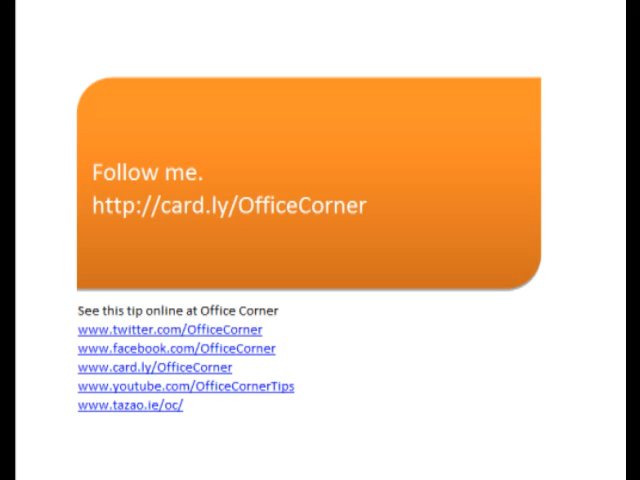 Follow me.
http://card.ly/OfficeCorner
See this tip online at Office Corner
www.twitter.com/OfficeCorner
www.facebook.com/OfficeCorner
www.card.ly/OfficeCorner
www.youtube.com/OfficeCornerTips
www.tazao.ie/oc/